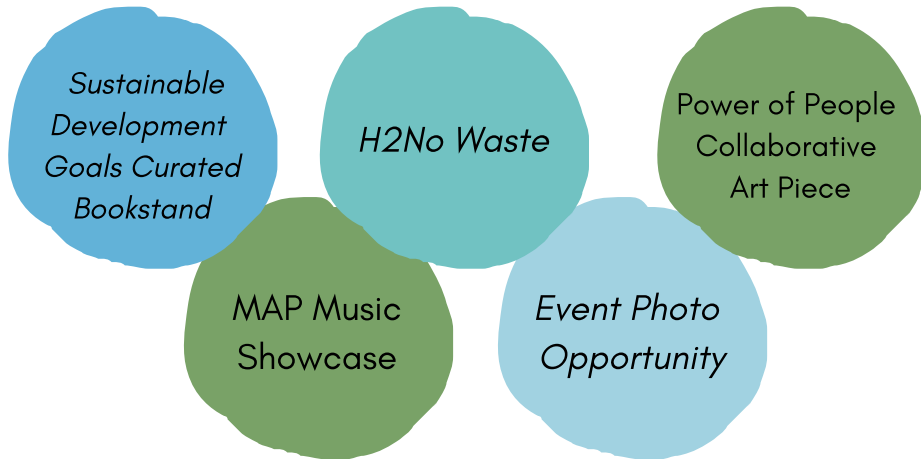 Sustainable
Development
Goals Curated
Bookstand
H2No Waste
Power of People
Collaborative
Art Piece
MAP Music
Showcase
Event Photo
Opportunity